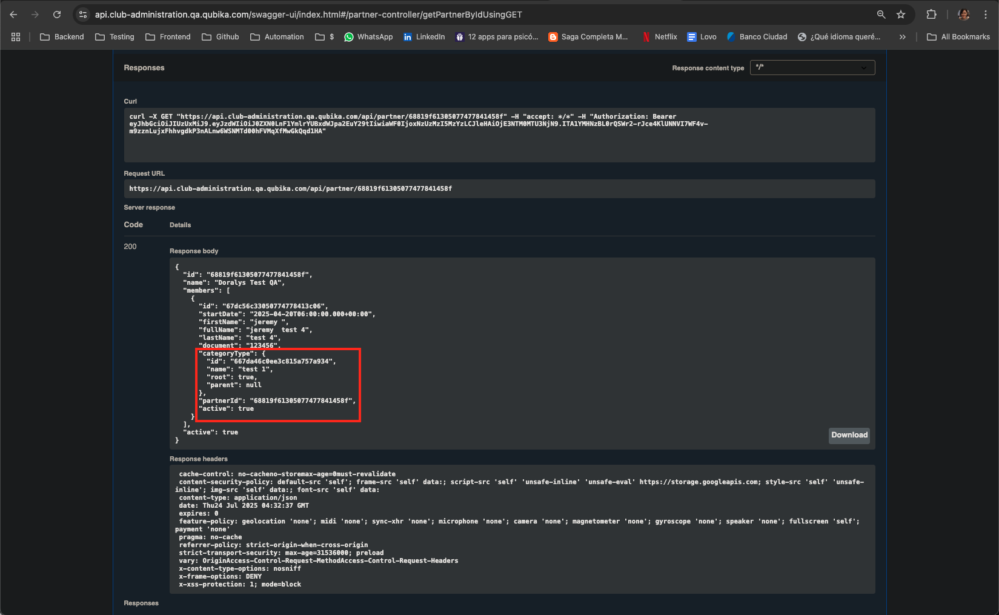 api.club-administration.qa.qubika.com/swagger-ui/index.html#/partner-controller/getPartnerByIdUsingGET
Backend Testing Frontend Github Automation $ WhatsApp LinkedIn 12 apps para psicó... Saga Completa M... Netflix Lovo Banco Ciudad ¿Qué idioma queré... » All Bookmarks
Responses
Response content type */*
Curl
curl -X GET "https://api.club-administration.qa.qubika.com/api/partner/68819f61305077477841458f" -H "accept: */*" -H "Authorization: Bearer
m9zznLujxFhhvgdkP3nALnw6WSNMTd00hFVMqXfMwGkQqd1HA"
Request URL
https://api.club-administration.qa.qubika.com/api/partner/68819f61305077477841458f
Server response
Code Details
200
Response body
{
"id": "68819f61305077477841458f",
"name": "Doralys Test QA",
"members": [
{
"id": "67dc56c33050774778413c06",
"startDate": "2025-04-20T06:00:00.000+00:00",
"firstName": "jeremy ",
"fullName": "jeremy  test 4",
"lastName": "test 4",
"document": "123456",
"categoryType": {
"id": "667da46c0ee3c815a757a934",
"name": "test 1",
"root": true,
"parent": null
},
"partnerId": "68819f61305077477841458f",
"active": true
}
],
"active": true
}
Download
Response headers
cache-control: no-cacheno-storemax-age=0must-revalidate
content-security-policy: default-src 'self'; frame-src 'self' data:; script-src 'self' 'unsafe-inline' 'unsafe-eval' https://storage.googleapis.com; style-src 'self' 'unsafe-
inline'; img-src 'self' data:; font-src 'self' data:
content-type: application/json
date: Thu24 Jul 2025 04:32:37 GMT
expires: 0
feature-policy: geolocation 'none'; midi 'none'; sync-xhr 'none'; microphone 'none'; camera 'none'; magnetometer 'none'; gyroscope 'none'; speaker 'none'; fullscreen 'self';
payment 'none'
pragma: no-cache
referrer-policy: strict-origin-when-cross-origin
strict-transport-security: max-age=31536000; preload
vary: OriginAccess-Control-Request-MethodAccess-Control-Request-Headers
x-content-type-options: nosniff
x-frame-options: DENY
x-xss-protection: 1; mode=block
Responses